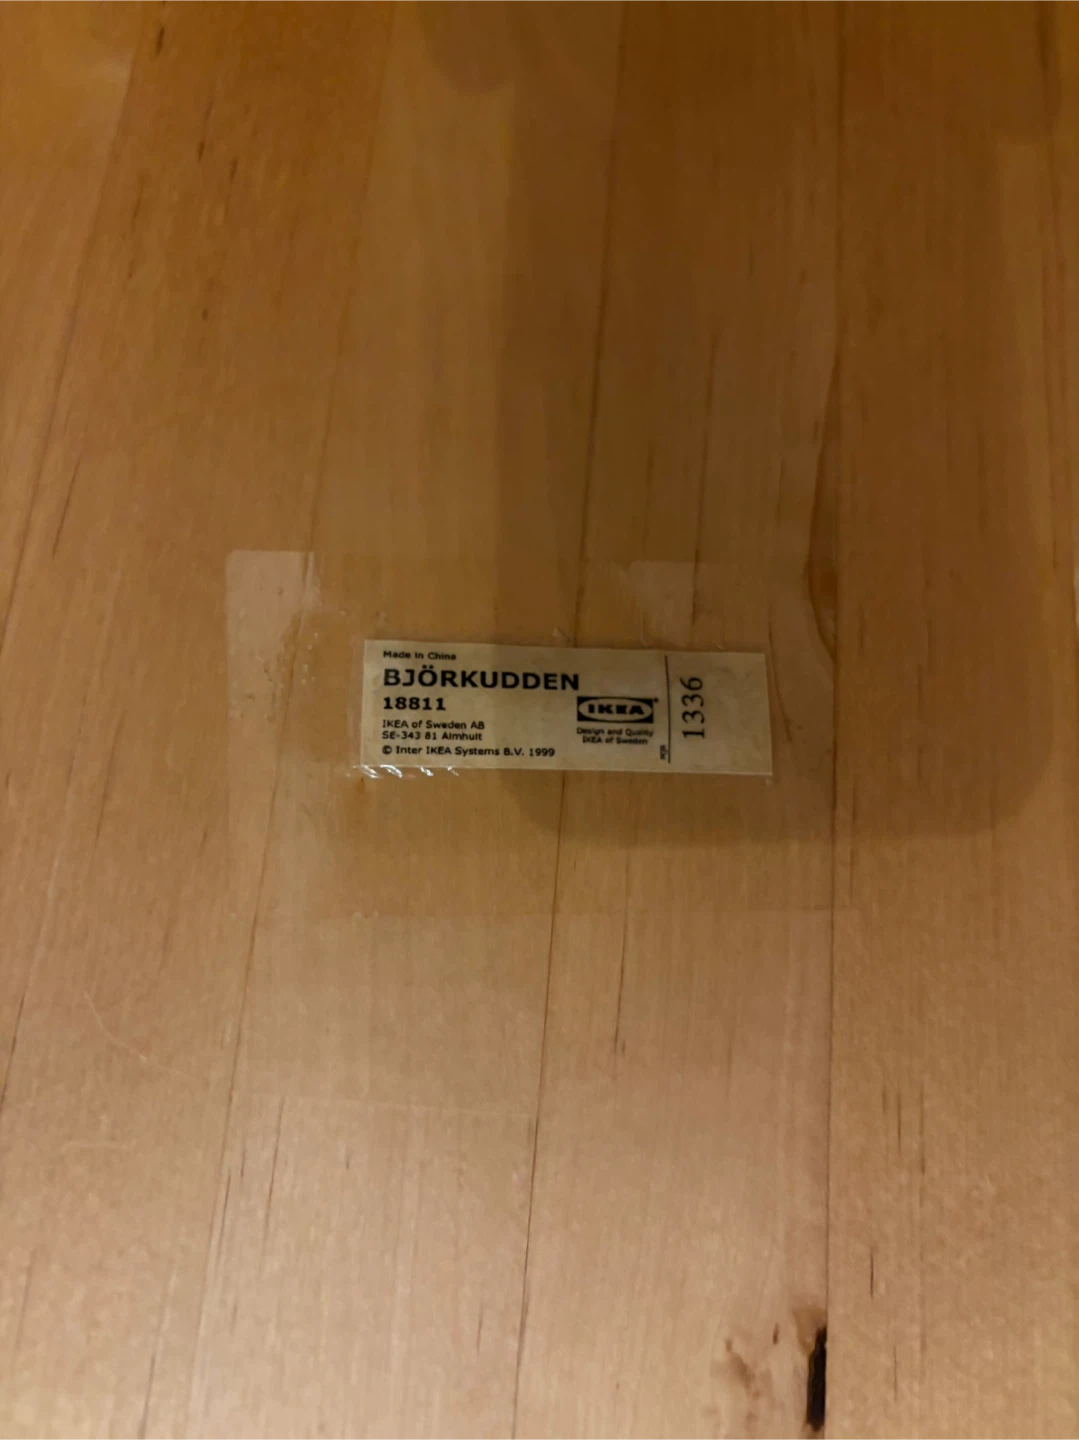 Made in China
BJÖRKUDDEN
18811
IKEA of Sweden AB
SE-343 81 Älmhult
© Inter IKEA Systems B.V. 1999
IKEA®
Design and Quality
IKEA of Sweden
1336